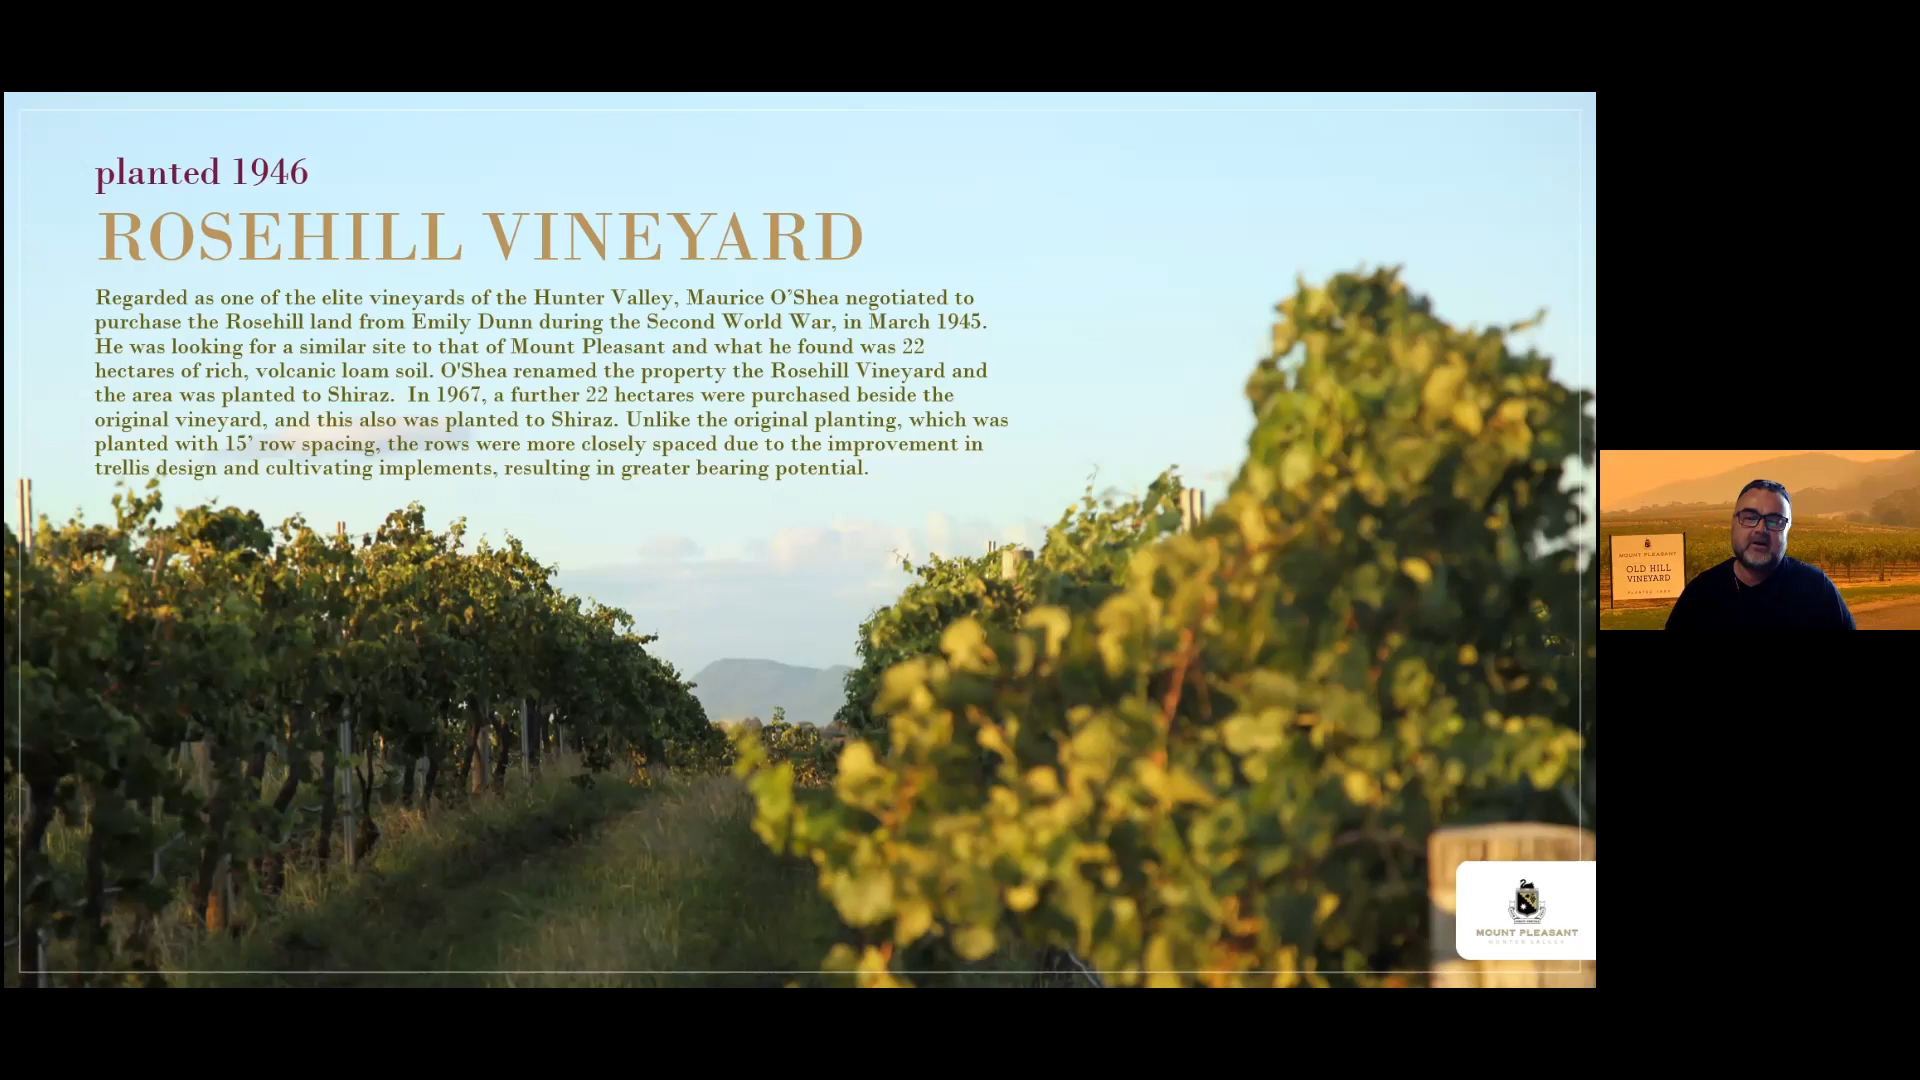 planted 1946
ROSEHILL VINEYARD
Regarded as one of the elite vineyards of the Hunter Valley, Maurice O’Shea negotiated to
purchase the Rosehill land from Emily Dunn during the Second World War, in March 1945.
He was looking for a similar site to that of Mount Pleasant and what he found was 22
hectares of rich, volcanic loam soil. O'Shea renamed the property the Rosehill Vineyard and
the area was planted to Shiraz.  In 1967, a further 22 hectares were purchased beside the
original vineyard, and this also was planted to Shiraz. Unlike the original planting, which was
planted with 15’ row spacing, the rows were more closely spaced due to the improvement in
trellis design and cultivating implements, resulting in greater bearing potential.
MOUNT PLEASANT
OLD HILL
VINEYARD
MOUNT PLEASANT
HUNTER VALLEY